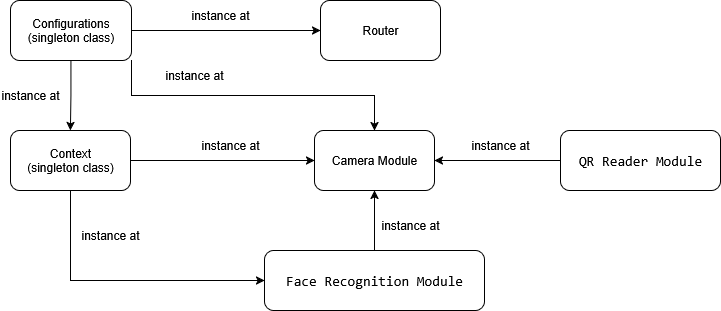 Configurations
(singleton class)
instance at
Router
instance at
instance at
Context
(singleton class)
instance at
Camera Module
instance at
QR Reader Module
instance at
instance at
Face Recognition Module